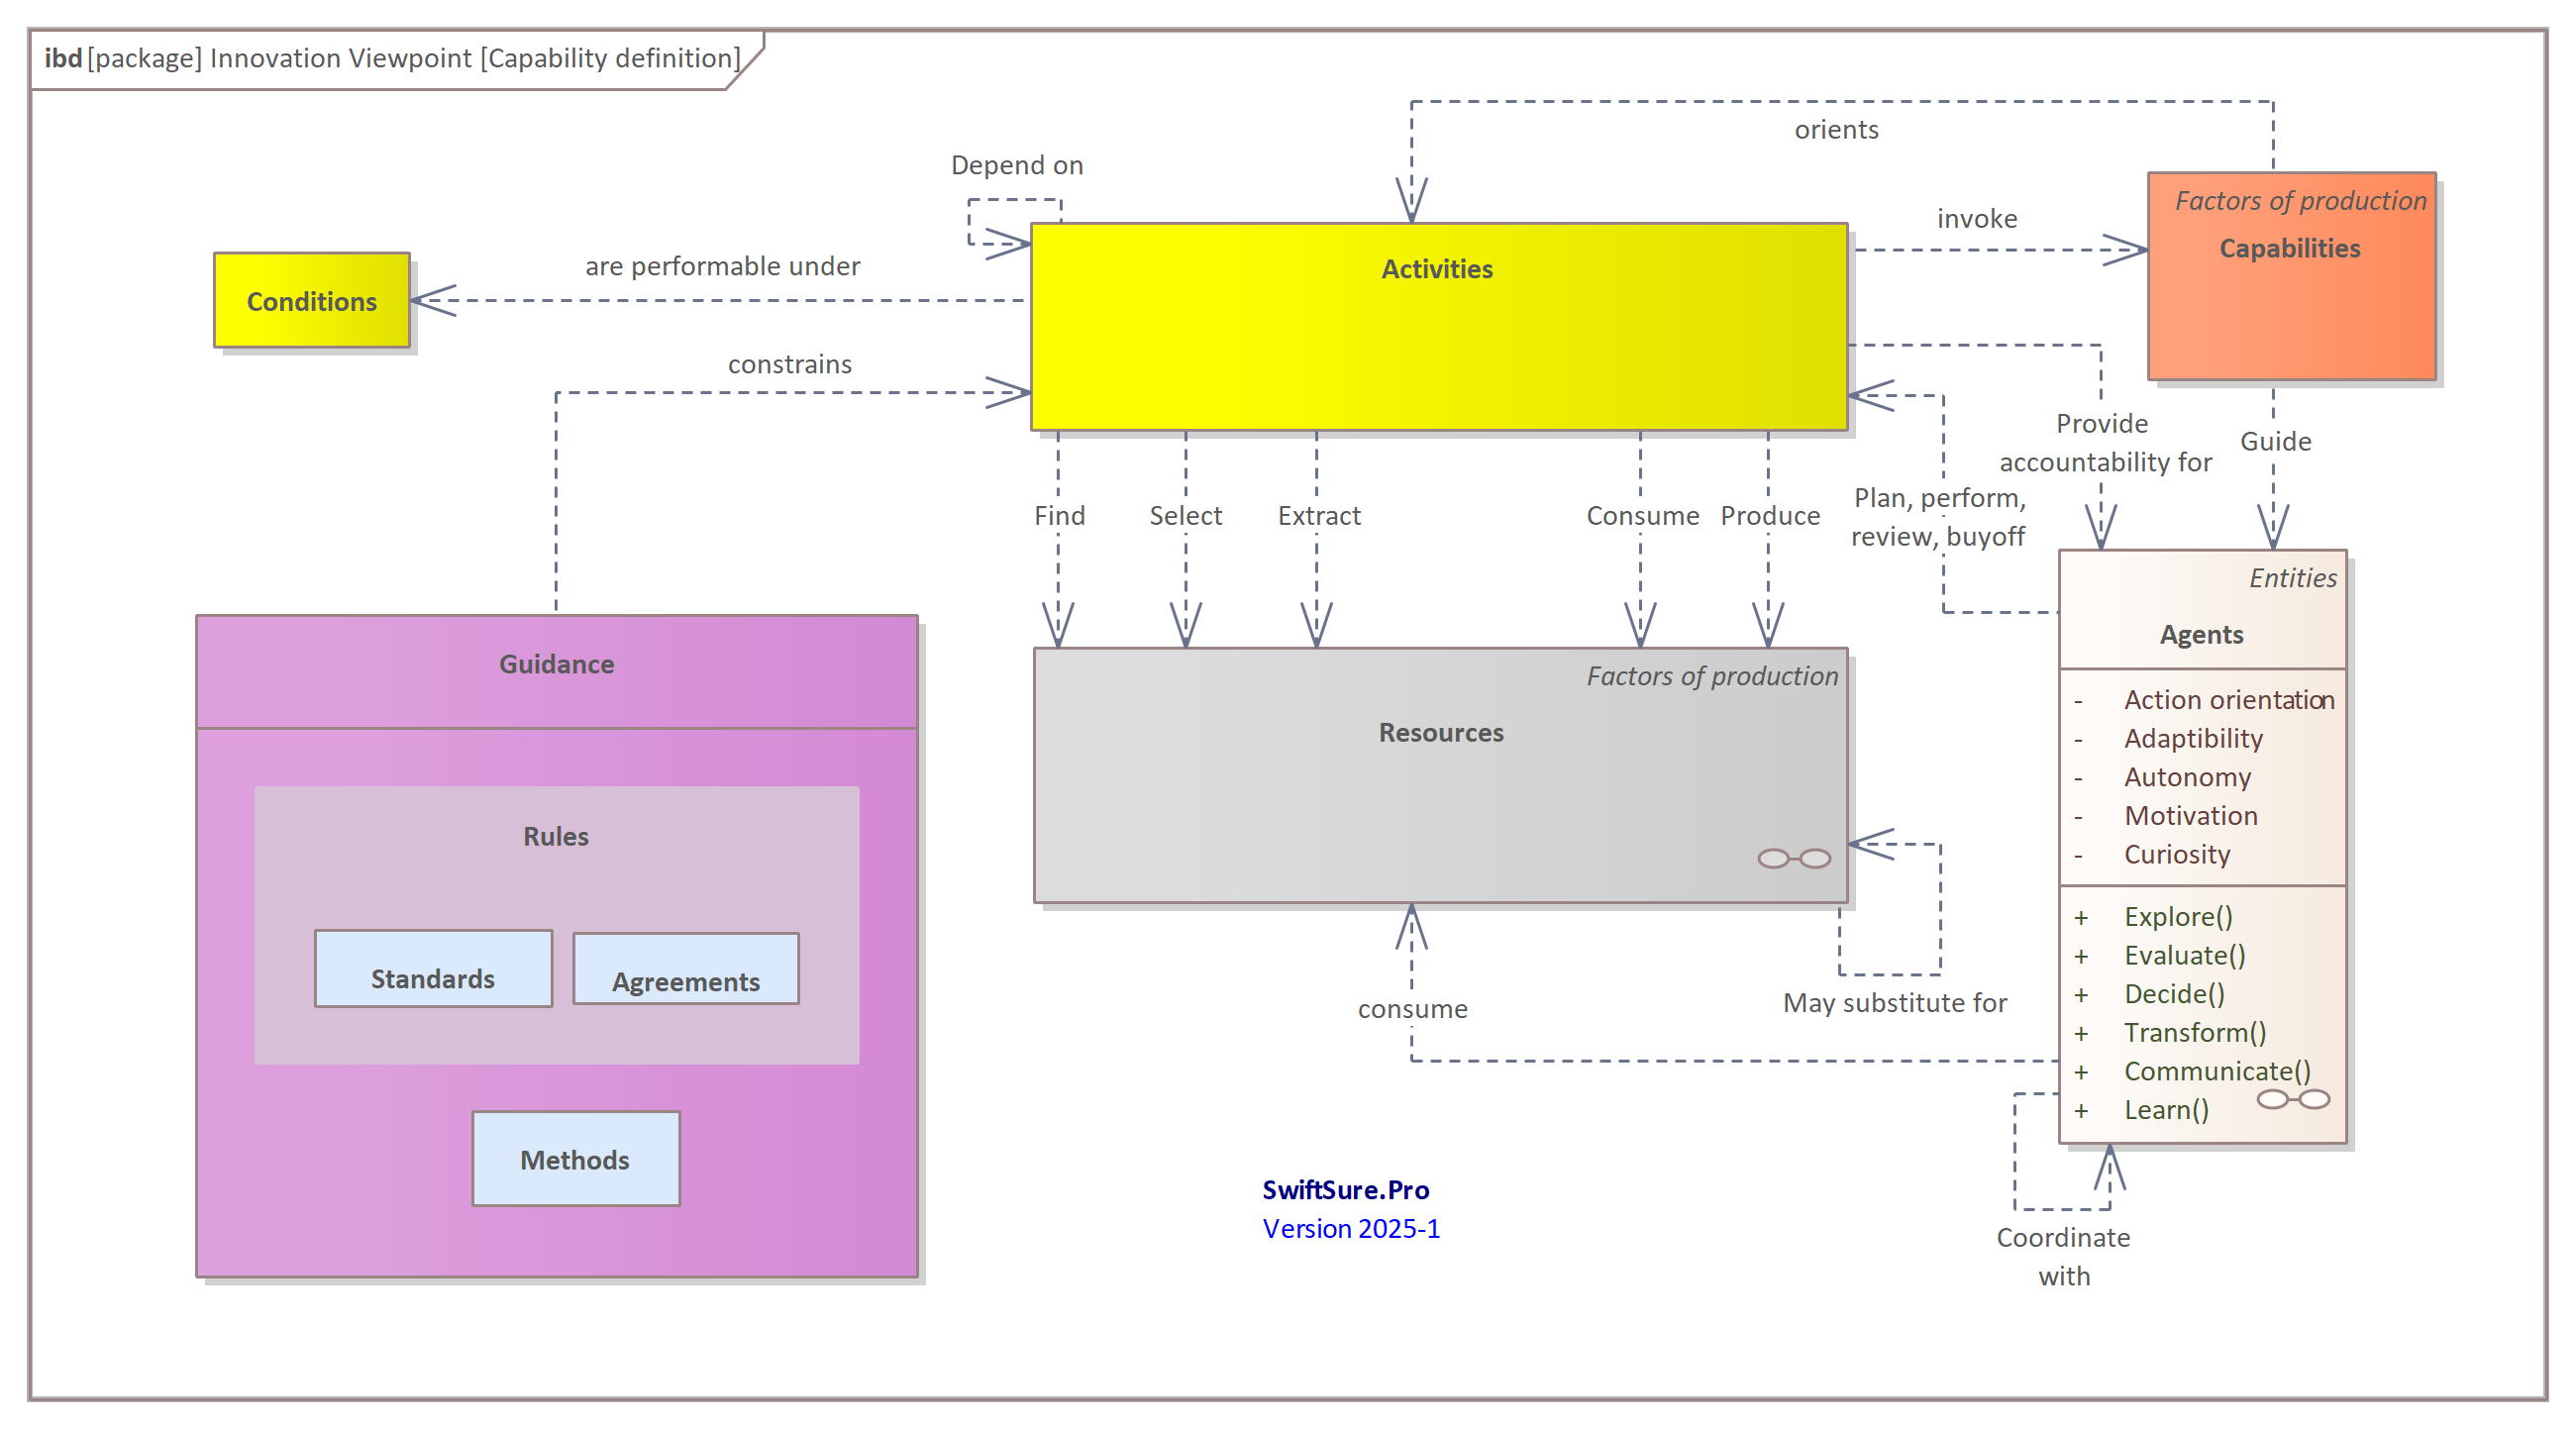 ibd [package] Innovation Viewpoint [Capability definition]
orients
Depend on
Factors of production
Capabilities
invoke
Activities
are performable under
Conditions
constrains
Provide
accountability for
Guide
Plan, perform,
review, buyoff
Find
Select
Extract
Consume
Produce
Entities
Agents
- Action orientation
- Adaptibility
- Autonomy
- Motivation
- Curiosity
+ Explore()
+ Evaluate()
+ Decide()
+ Transform()
+ Communicate()
+ Learn()
Guidance
Factors of production
Resources
Rules
Standards
Agreements
Methods
consume
May substitute for
SwiftSure.Pro
Version 2025-1
Coordinate
with